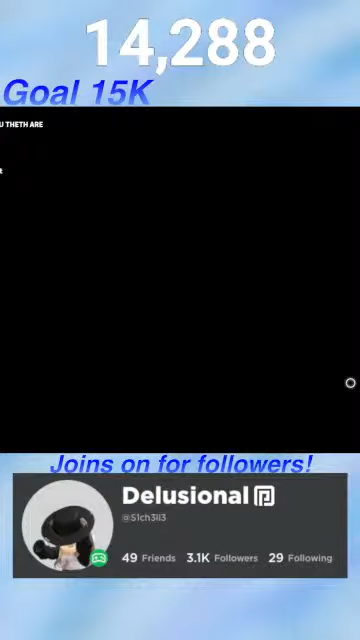 14,288
Goal 15K
U THETH ARE
Joins on for followers!
Delusional
@S1ch3ll3
49 Friends 3.1K Followers 29 Following